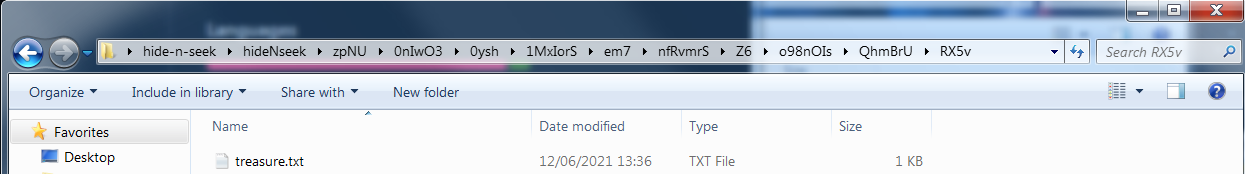 Languages
hide-n-seek hideNseek zpNU 0nIwO3 0ysh 1MxIorS em7 nfRvmrS Z6 o98nOIs QhmBrU RX5v Search RX5v
Organize Include in library Share with New folder
Favorites Name Date modified Type Size
Desktop treasure.txt 12/06/2021 13:36 TXT File 1 KB